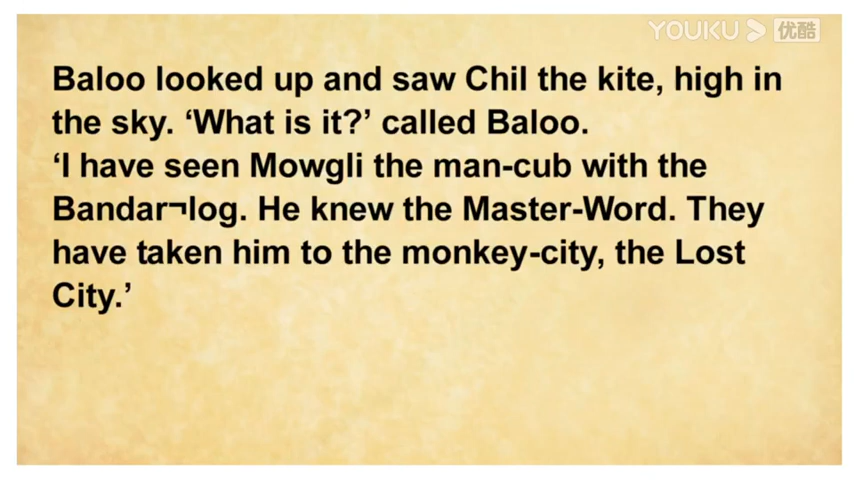 YOUKU 优酷
Baloo looked up and saw Chil the kite, high in
the sky. ‘What is it?’ called Baloo.
‘I have seen Mowgli the man-cub with the
Bandar¬log. He knew the Master-Word. They
have taken him to the monkey-city, the Lost
City.’